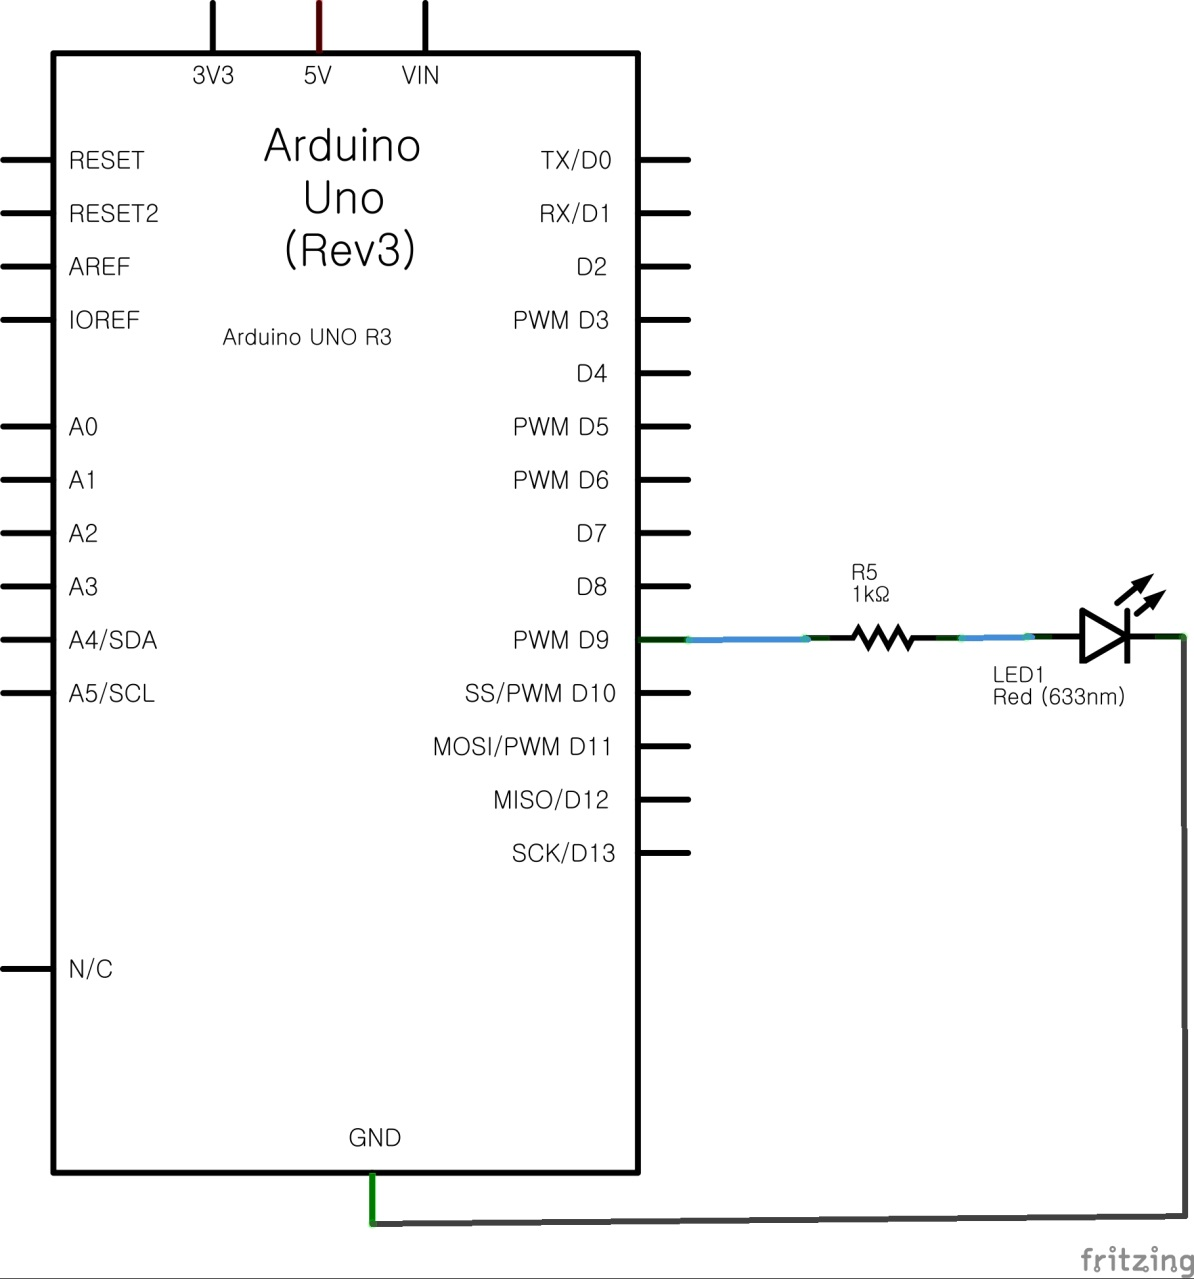 3V3 5V VIN
Arduino
Uno
(Rev3)
Arduino UNO R3
RESET
RESET2
AREF
IOREF
A0
A1
A2
A3
A4/SDA
A5/SCL
N/C
TX/D0
RX/D1
D2
PWM D3
D4
PWM D5
PWM D6
D7
D8
PWM D9
SS/PWM D10
MOSI/PWM D11
MISO/D12
SCK/D13
GND
R5
1kΩ
LED1
Red (633nm)
fritzing